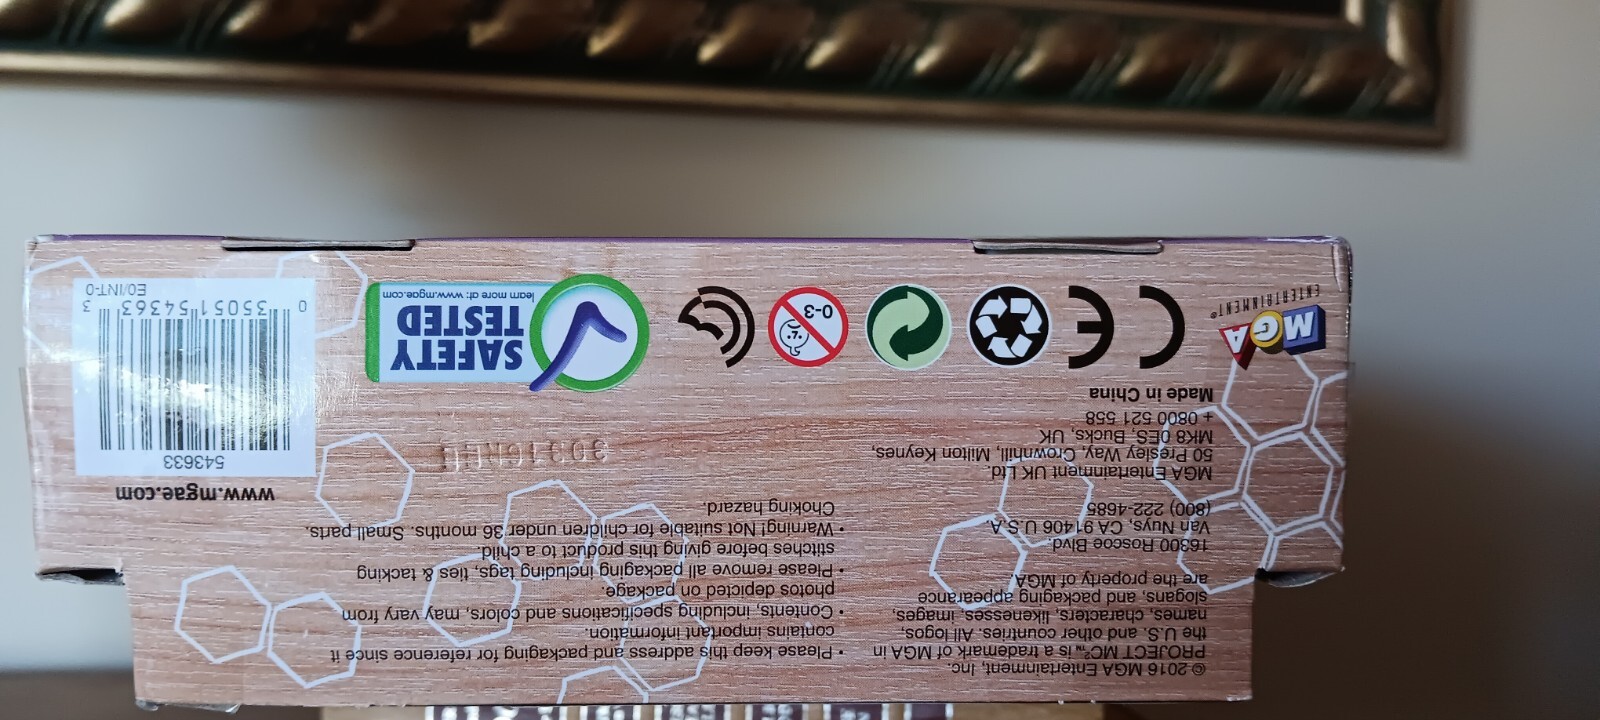 © 2016 MGA Entertainment, Inc.
PROJECT MC²™ is a trademark of MGA in
the U.S. and other countries. All logos,
names, characters, likenesses, images,
slogans, and packaging appearance
are the property of MGA.
16300 Roscoe Blvd.
Van Nuys, CA 91406 U.S.A.
(800) 222-4685
MGA Entertainment UK Ltd.
50 Presley Way, Crownhill, Milton Keynes,
MK8 0ES, Bucks, UK
+ 0800 521 558
Made in China
MGA
ENTERTAINMENT®
• Please keep this address and packaging for reference since it
contains important information.
• Contents, including specifications and colors, may vary from
photos depicted on package.
• Please remove all packaging including tags, ties & tacking
stitches before giving this product to a child.
• Warning! Not suitable for children under 36 months. Small parts.
Choking hazard.
CE
0-3
SAFETY
TESTED
learn more at: www.mgae.com
www.mgae.com
543633
0 35051 54363 3
E0/INT-0